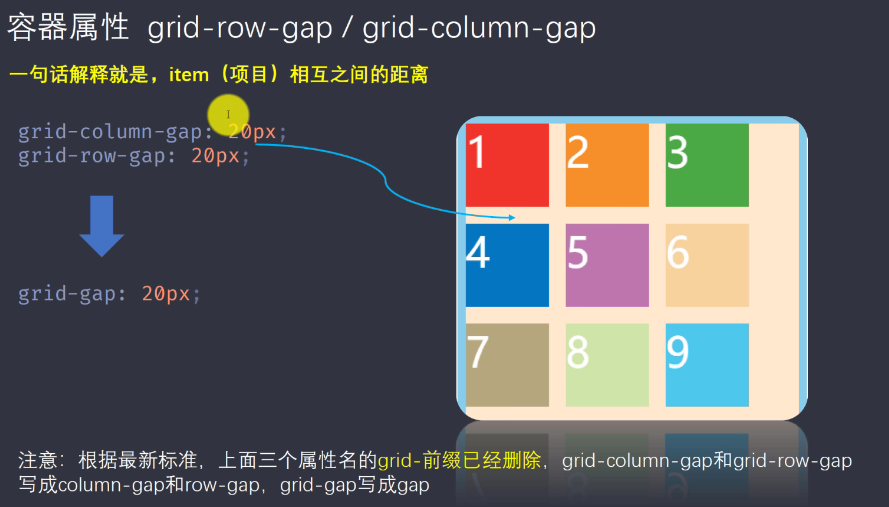 容器属性 grid-row-gap / grid-column-gap
一句话解释就是，item（项目）相互之间的距离
grid-column-gap: 20px;
grid-row-gap: 20px;
grid-gap: 20px;
1 2 3
4 5 6
7 8 9
注意：根据最新标准，上面三个属性名的grid-前缀已经删除，grid-column-gap和grid-row-gap
写成column-gap和row-gap，grid-gap写成gap